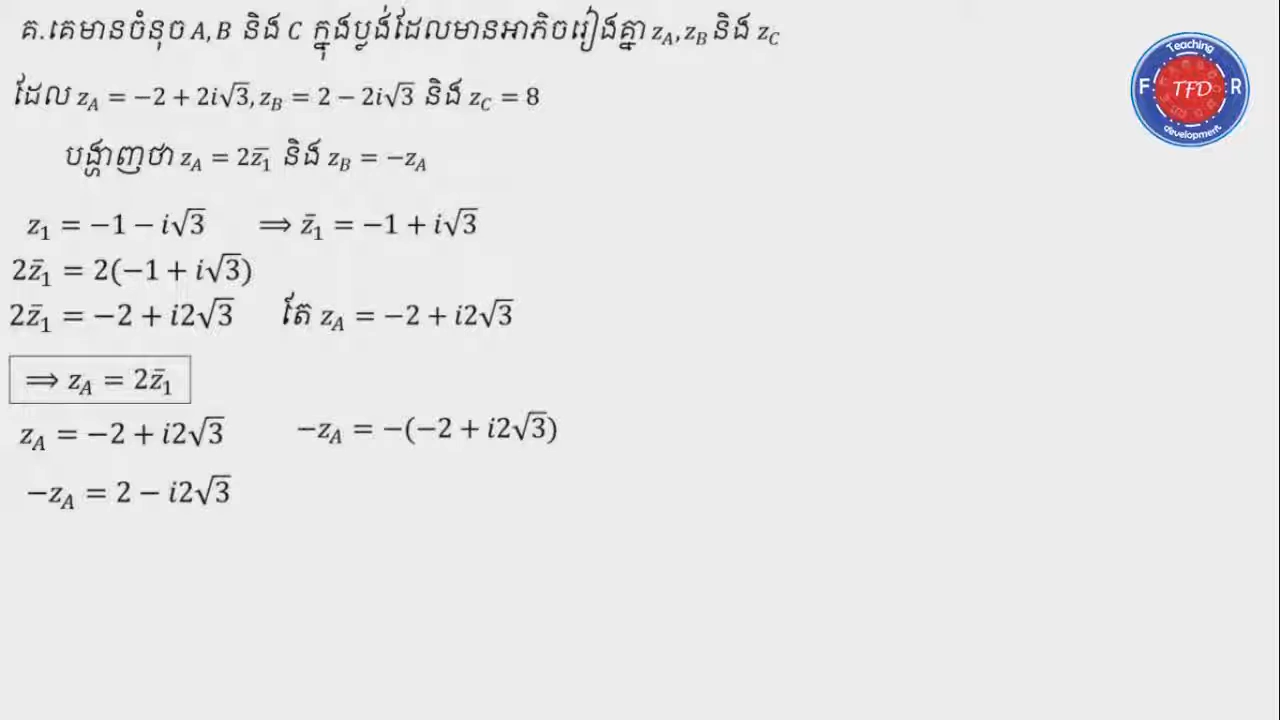 គ.គេមានចំនុច A, B និង C ក្នុងប្លង់ដែលមានអាភិចរៀងគ្នា z_A, z_B និង z_C
ដែល z_A = −2 + 2i√3, z_B = 2 − 2i√3 និង z_C = 8
បង្ហាញថា z_A = 2z̄₁ និង z_B = −z_A
z₁ = −1 − i√3 ⟹ z̄₁ = −1 + i√3
2z̄₁ = 2(−1 + i√3)
2z̄₁ = −2 + i2√3 តែ z_A = −2 + i2√3
⟹ z_A = 2z̄₁
z_A = −2 + i2√3 −z_A = −(−2 + i2√3)
−z_A = 2 − i2√3
Teaching
F TFD R
development